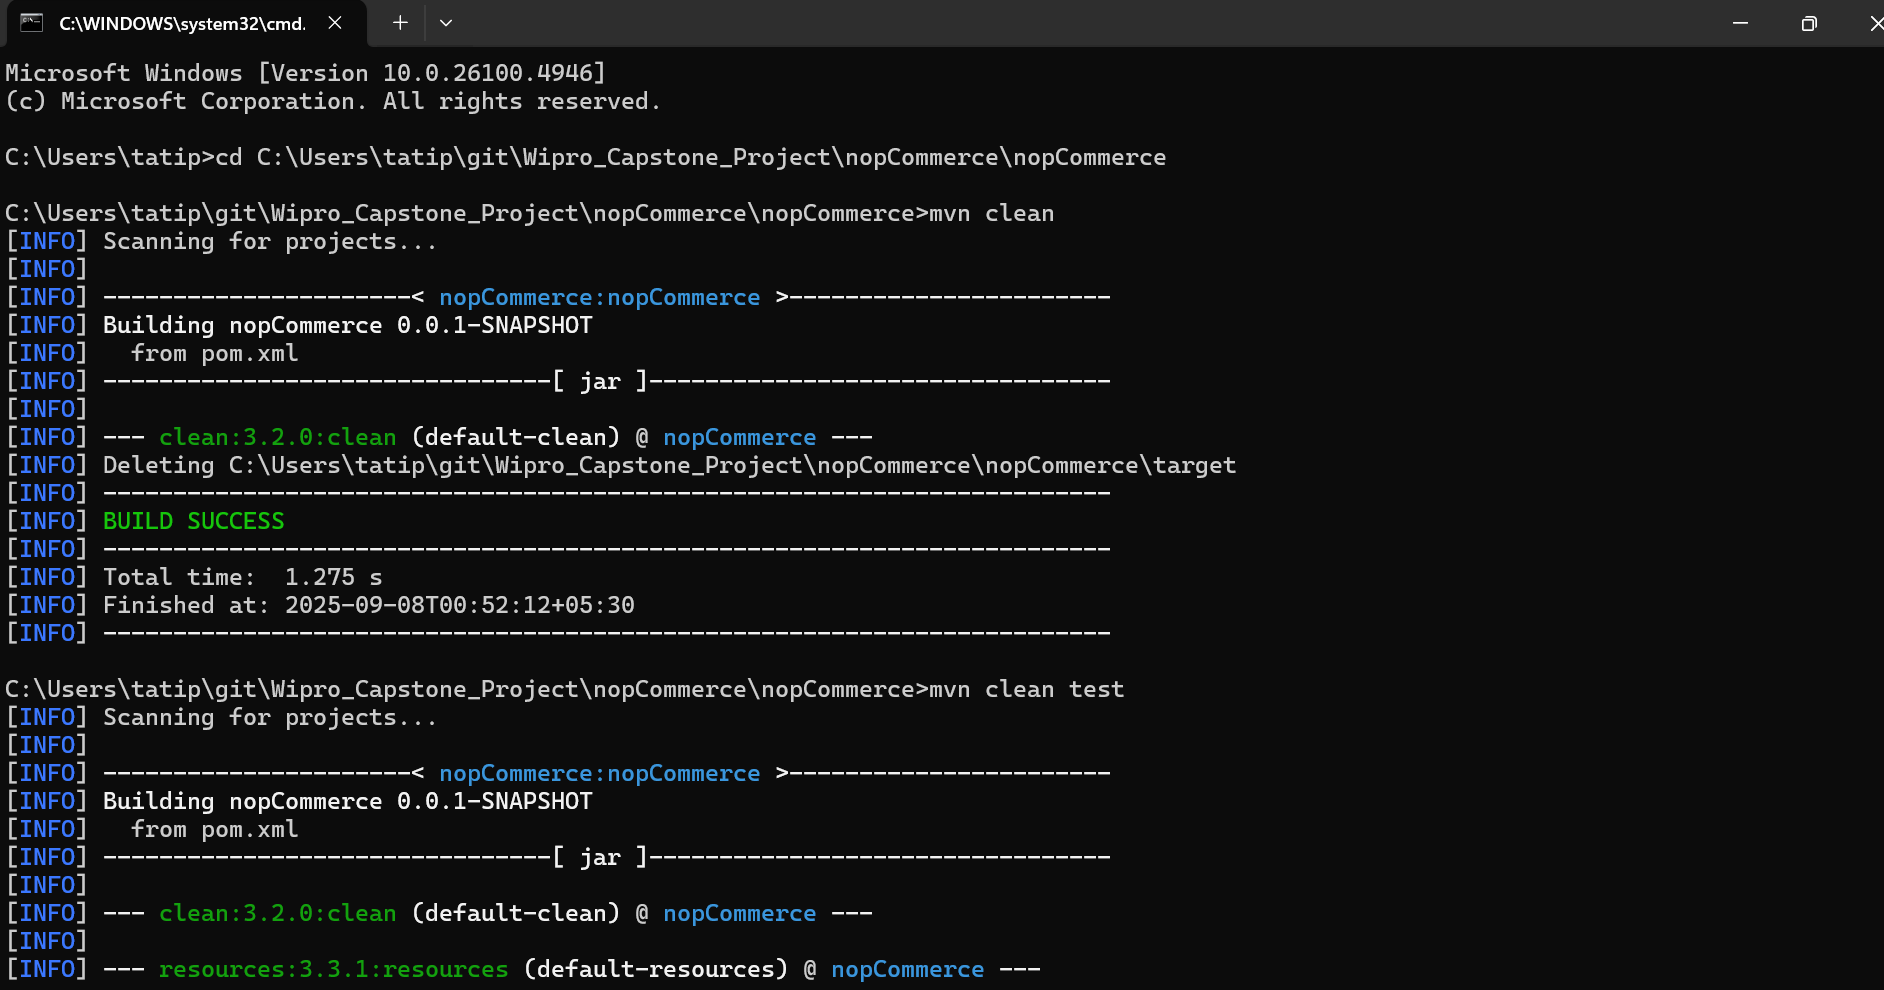 C:\WINDOWS\system32\cmd.
Microsoft Windows [Version 10.0.26100.4946]
(c) Microsoft Corporation. All rights reserved.
C:\Users\tatip>cd C:\Users\tatip\git\Wipro_Capstone_Project\nopCommerce\nopCommerce
C:\Users\tatip\git\Wipro_Capstone_Project\nopCommerce\nopCommerce>mvn clean
[INFO] Scanning for projects...
[INFO]
[INFO] ----------------------< nopCommerce:nopCommerce >-----------------------
[INFO] Building nopCommerce 0.0.1-SNAPSHOT
[INFO]   from pom.xml
[INFO] --------------------------------[ jar ]---------------------------------
[INFO]
[INFO] --- clean:3.2.0:clean (default-clean) @ nopCommerce ---
[INFO] Deleting C:\Users\tatip\git\Wipro_Capstone_Project\nopCommerce\nopCommerce\target
[INFO] ------------------------------------------------------------------------
[INFO] BUILD SUCCESS
[INFO] ------------------------------------------------------------------------
[INFO] Total time:  1.275 s
[INFO] Finished at: 2025-09-08T00:52:12+05:30
[INFO] ------------------------------------------------------------------------
C:\Users\tatip\git\Wipro_Capstone_Project\nopCommerce\nopCommerce>mvn clean test
[INFO] Scanning for projects...
[INFO]
[INFO] ----------------------< nopCommerce:nopCommerce >-----------------------
[INFO] Building nopCommerce 0.0.1-SNAPSHOT
[INFO]   from pom.xml
[INFO] --------------------------------[ jar ]---------------------------------
[INFO]
[INFO] --- clean:3.2.0:clean (default-clean) @ nopCommerce ---
[INFO]
[INFO] --- resources:3.3.1:resources (default-resources) @ nopCommerce ---